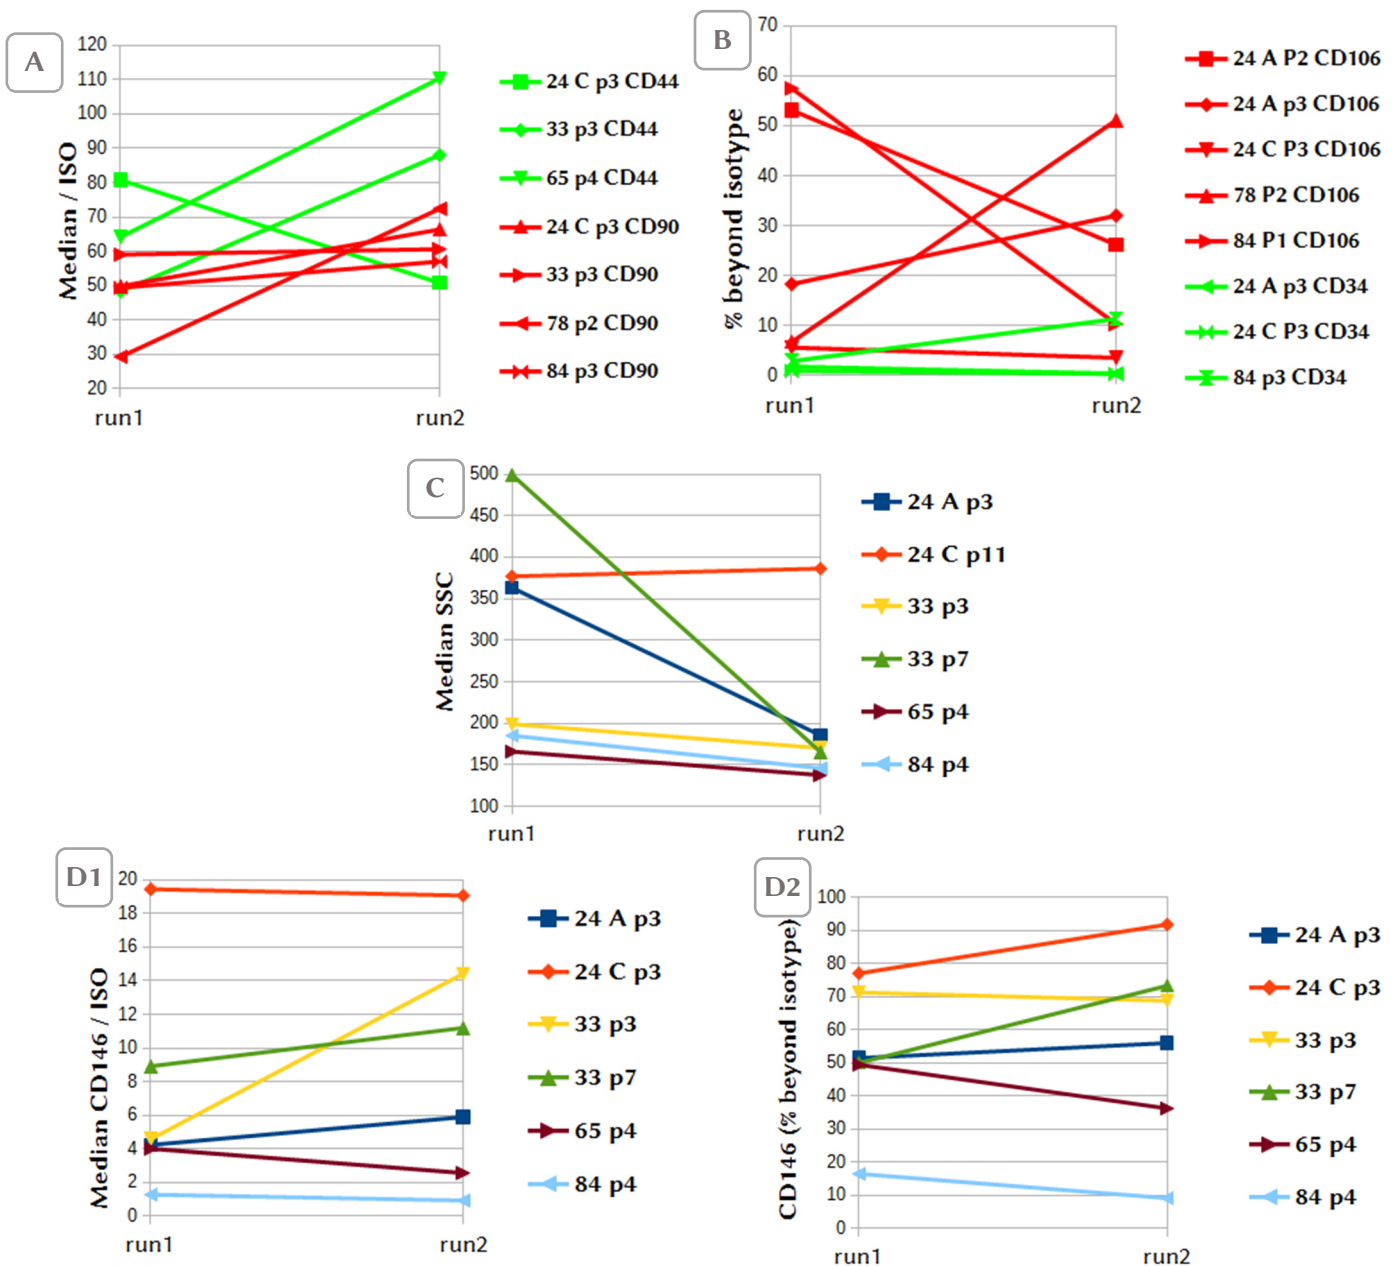 A
120
110
100
90
80
70
60
50
40
30
20
Median / ISO
run1
run2
24 C p3 CD44
33 p3 CD44
65 p4 CD44
24 C p3 CD90
33 p3 CD90
78 p2 CD90
84 p3 CD90
B
70
60
50
40
30
20
10
0
% beyond isotype
run1
run2
24 A P2 CD106
24 A p3 CD106
24 C P3 CD106
78 P2 CD106
84 P1 CD106
24 A p3 CD34
24 C P3 CD34
84 p3 CD34
C
500
450
400
350
300
250
200
150
100
Median SSC
run1
run2
24 A p3
24 C p11
33 p3
33 p7
65 p4
84 p4
D1
20
18
16
14
12
10
8
6
4
2
0
Median CD146 / ISO
run1
run2
24 A p3
24 C p3
33 p3
33 p7
65 p4
84 p4
D2
100
90
80
70
60
50
40
30
20
10
0
CD146 (% beyond isotype)
run1
run2
24 A p3
24 C p3
33 p3
33 p7
65 p4
84 p4